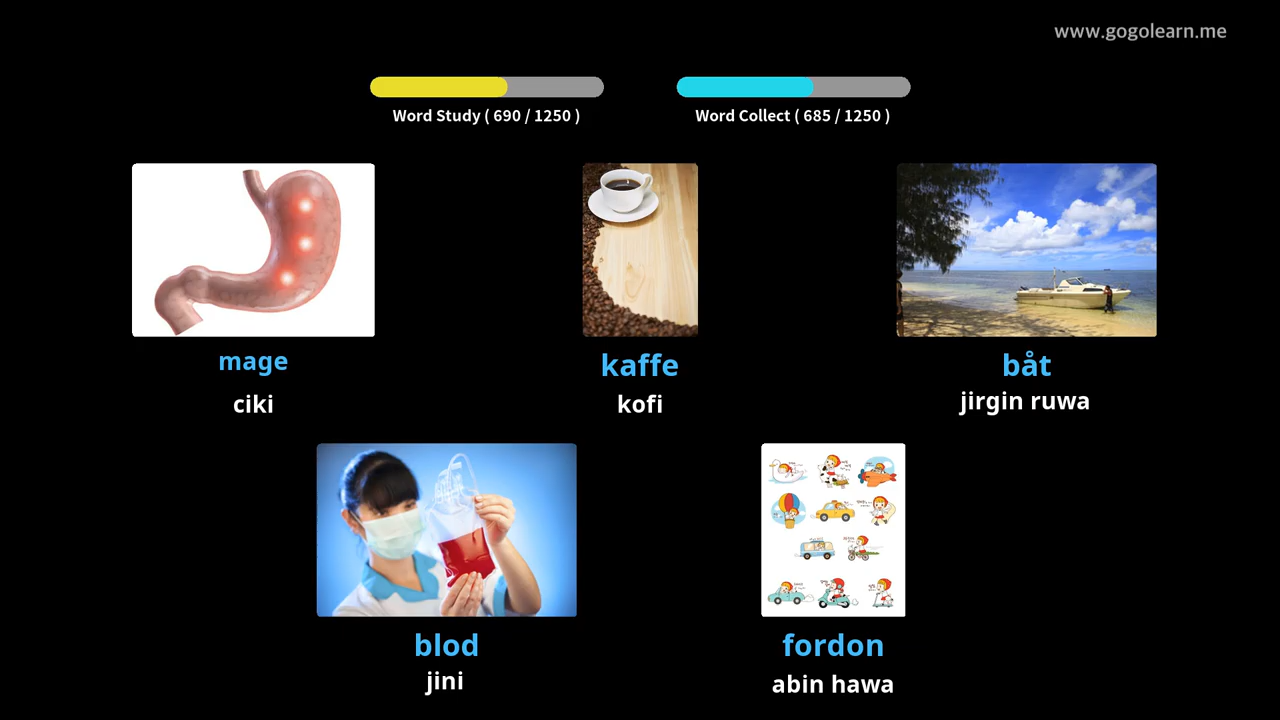 www.gogolearn.me
Word Study ( 690 / 1250 )
Word Collect ( 685 / 1250 )
mage
ciki
kaffe
kofi
båt
jirgin ruwa
blod
jini
fordon
abin hawa